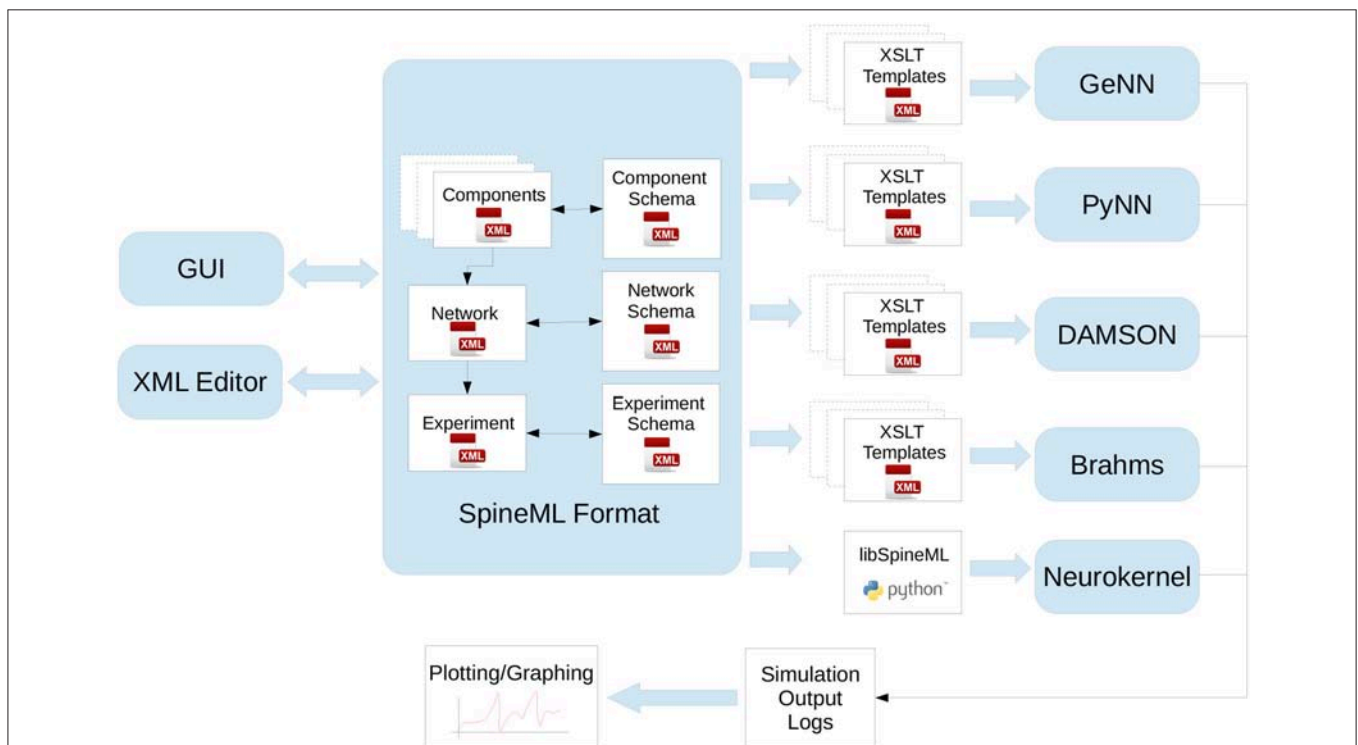 GUI
XML Editor
Components
XML
Component
Schema
XML
Network
XML
Network
Schema
XML
Experiment
XML
Experiment
Schema
XML
SpineML Format
XSLT
Templates
XML
GeNN
XSLT
Templates
XML
PyNN
XSLT
Templates
XML
DAMSON
XSLT
Templates
XML
Brahms
libSpineML
python™
Neurokernel
Plotting/Graphing
Simulation
Output
Logs